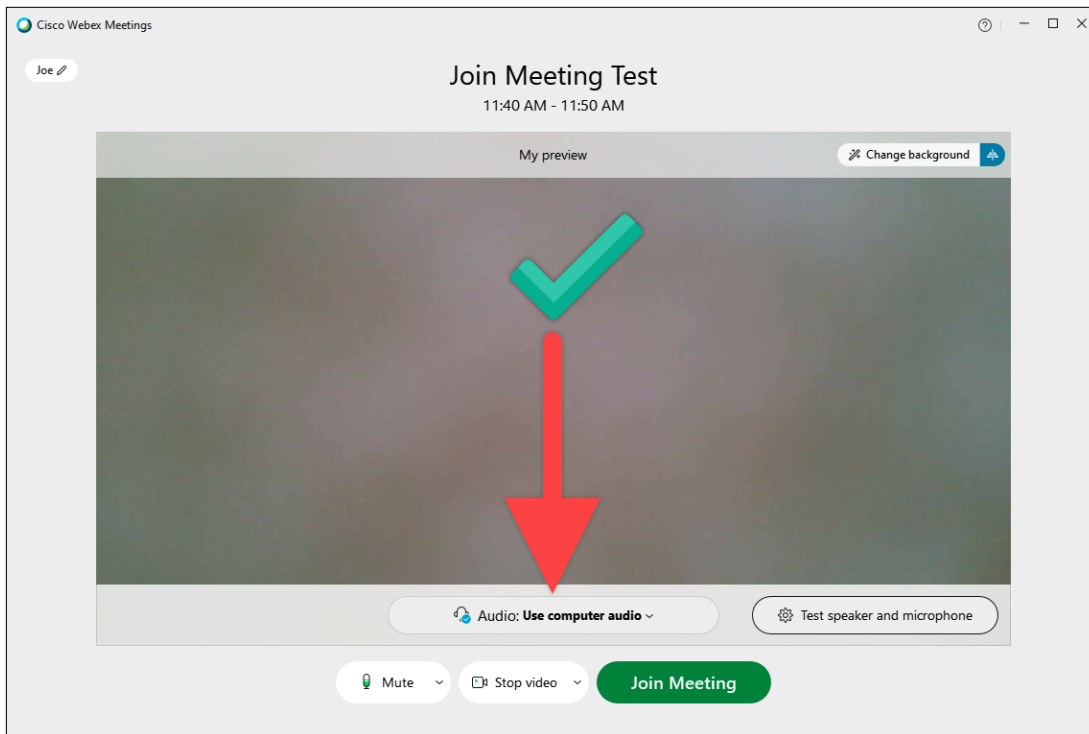 Cisco Webex Meetings
Joe
Join Meeting Test
11:40 AM - 11:50 AM
My preview
Change background
Audio: Use computer audio
Test speaker and microphone
Mute
Stop video
Join Meeting